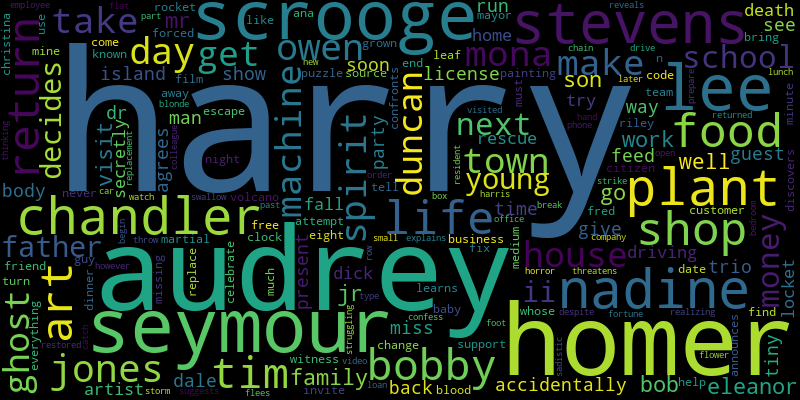 employee rocket like mayor scrooge stevens
christina use part take mr ana run death
forced owen mona school see
day get home bring
return mine come grown soon leaf painting make n chain drive
known film end puzzle source license code later
decides island show son team lunch
new harry lee
dr away blonde machine duncan confronts must try minute
visit man escape party next way food
thinking secretly agrees colleague spirit rescue work riley prepare
body night tell town feed well guest
replacement order visited young go hand phone plant discovers
never volcano resident citizen open
car watch swallow past harris strike
chandler fall life time fred customer shop
box break give
father begin free clock attempt eight office house driving bedroom money
friend throw martial business medium fix company date trio
guy present small explains nadine
turn however missing replace celebrate audrey dick row learns ii horror threatens locket
art dinner much type baby whose despite fortune realizing
ghost everything seymour jr confess foot homer find tiny
catch struggling miss support announces flower
restored witness change
jones tim family video bobby sadistic bob help eleanor
artist dale back accidentally
storm suggests flees invite loan blood reveals